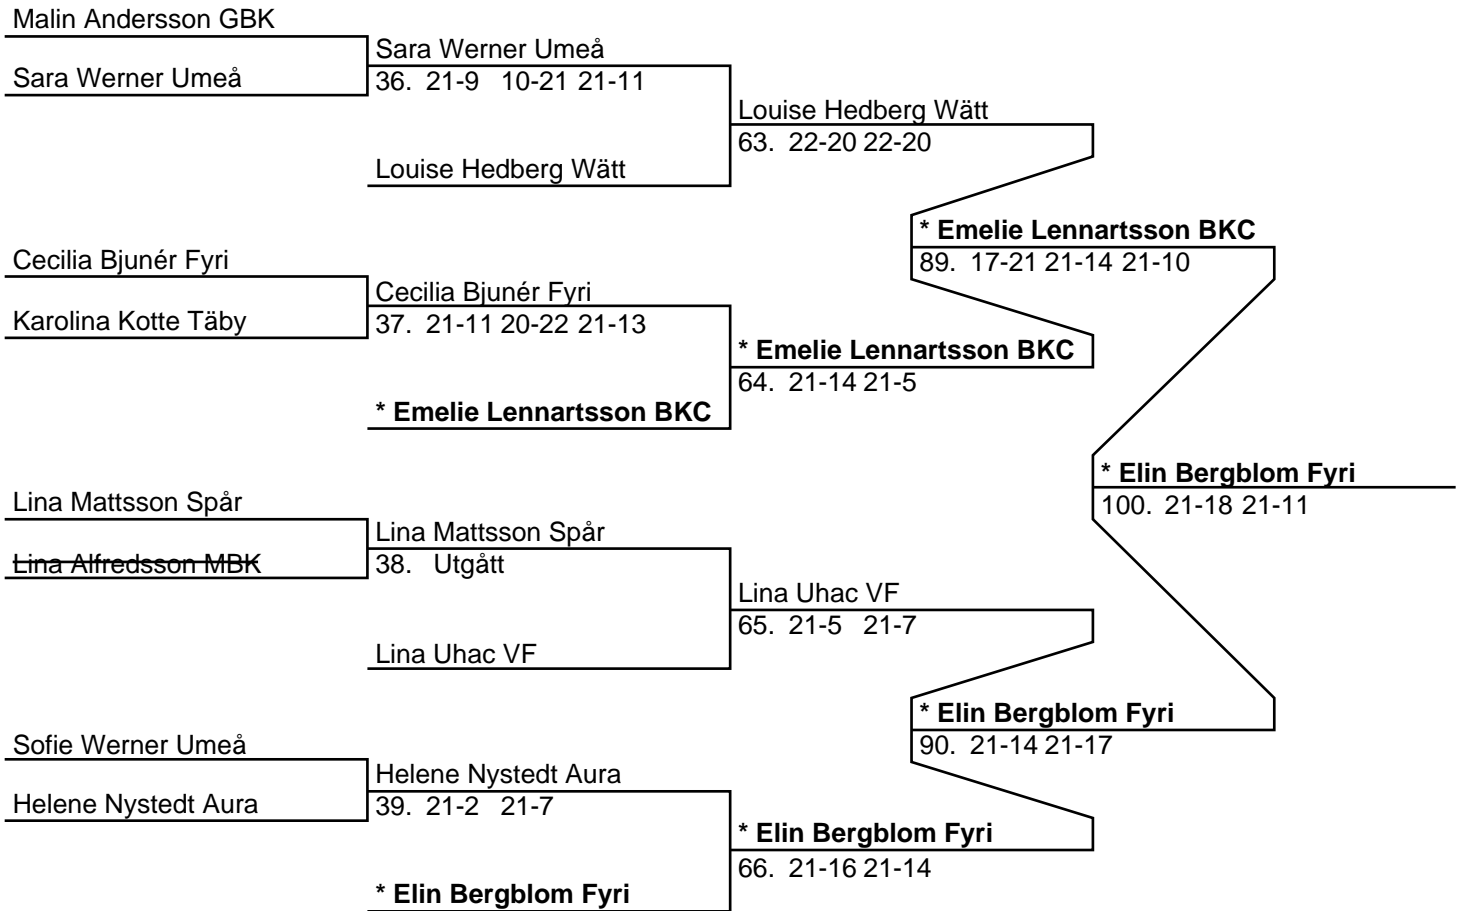 Malin Andersson GBK
Sara Werner Umeå
Sara Werner Umeå
36. 21-9 10-21 21-11
Louise Hedberg Wätt
63. 22-20 22-20
Louise Hedberg Wätt
* Emelie Lennartsson BKC
89. 17-21 21-14 21-10
Cecilia Bjunér Fyri
Cecilia Bjunér Fyri
Karolina Kotte Täby
37. 21-11 20-22 21-13
* Emelie Lennartsson BKC
64. 21-14 21-5
* Emelie Lennartsson BKC
* Elin Bergblom Fyri
100. 21-18 21-11
Lina Mattsson Spår
Lina Mattsson Spår
Lina Alfredsson MBK
38. Utgått
Lina Uhac VF
65. 21-5 21-7
Lina Uhac VF
* Elin Bergblom Fyri
90. 21-14 21-17
Sofie Werner Umeå
Helene Nystedt Aura
Helene Nystedt Aura
39. 21-2 21-7
* Elin Bergblom Fyri
66. 21-16 21-14
* Elin Bergblom Fyri